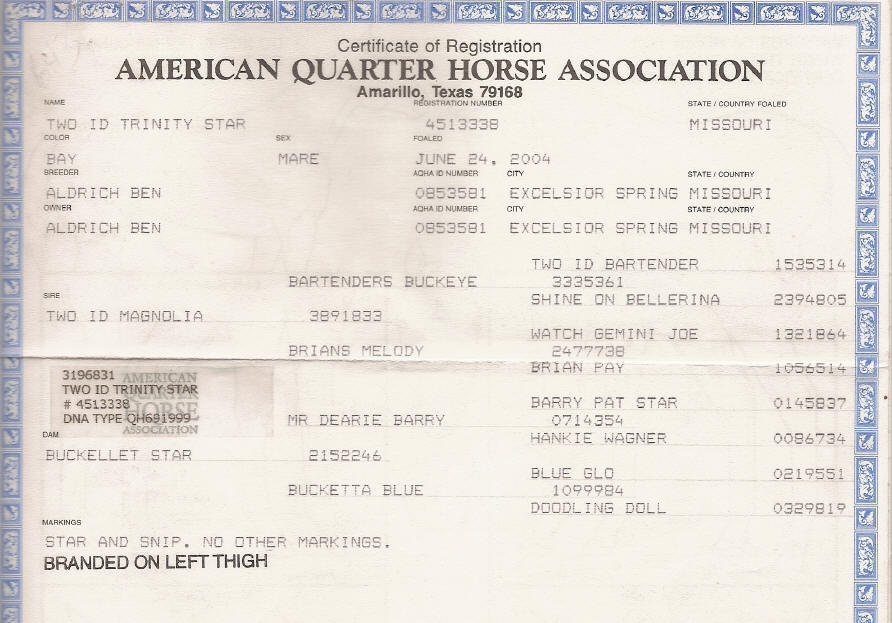 Certificate of Registration
AMERICAN QUARTER HORSE ASSOCIATION
Amarillo, Texas 79168
NAME REGISTRATION NUMBER STATE / COUNTRY FOALED
TWO ID TRINITY STAR 4513338 MISSOURI
COLOR SEX FOALED
BAY MARE JUNE 24, 2004
BREEDER AQHA ID NUMBER CITY STATE / COUNTRY
ALDRICH BEN 0853581 EXCELSIOR SPRING MISSOURI
OWNER AQHA ID NUMBER CITY STATE / COUNTRY
ALDRICH BEN 0853581 EXCELSIOR SPRING MISSOURI
TWO ID BARTENDER 1535314
BARTENDERS BUCKEYE 3335361
SIRE SHINE ON BELLERINA 2394805
TWO ID MAGNOLIA 3891833
WATCH GEMINI JOE 1321864
BRIANS MELODY 2477738
BRIAN PAY 1056514
3196831
TWO ID TRINITY STAR
# 4513338
DNA TYPE QH691999
AMERICAN
QUARTER
HORSE
ASSOCIATION
BARRY PAT STAR 0145837
MR DEARIE BARRY 0714354
DAM HANKIE WAGNER 0086734
BUCKELLET STAR 2152246
BLUE GLO 0219551
BUCKETTA BLUE 1099984
DOODLING DOLL 0329819
MARKINGS
STAR AND SNIP. NO OTHER MARKINGS.
BRANDED ON LEFT THIGH